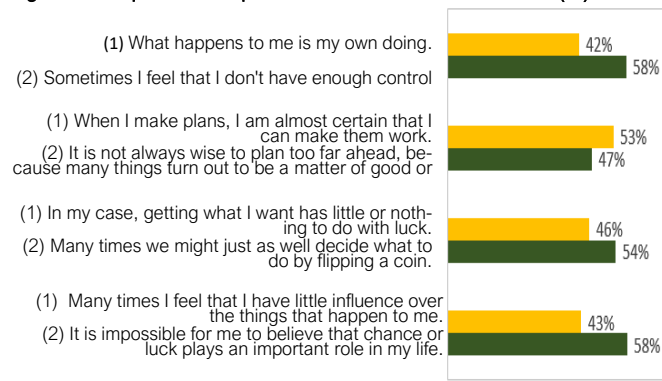 (1) What happens to me is my own doing.
42%
(2) Sometimes I feel that I don't have enough control
58%
(1) When I make plans, I am almost certain that I
can make them work.
53%
(2) It is not always wise to plan too far ahead, be-
cause many things turn out to be a matter of good or
47%
(1) In my case, getting what I want has little or noth-
ing to do with luck.
46%
(2) Many times we might just as well decide what to
do by flipping a coin.
54%
(1) Many times I feel that I have little influence over
the things that happen to me.
43%
(2) It is impossible for me to believe that chance or
luck plays an important role in my life.
58%